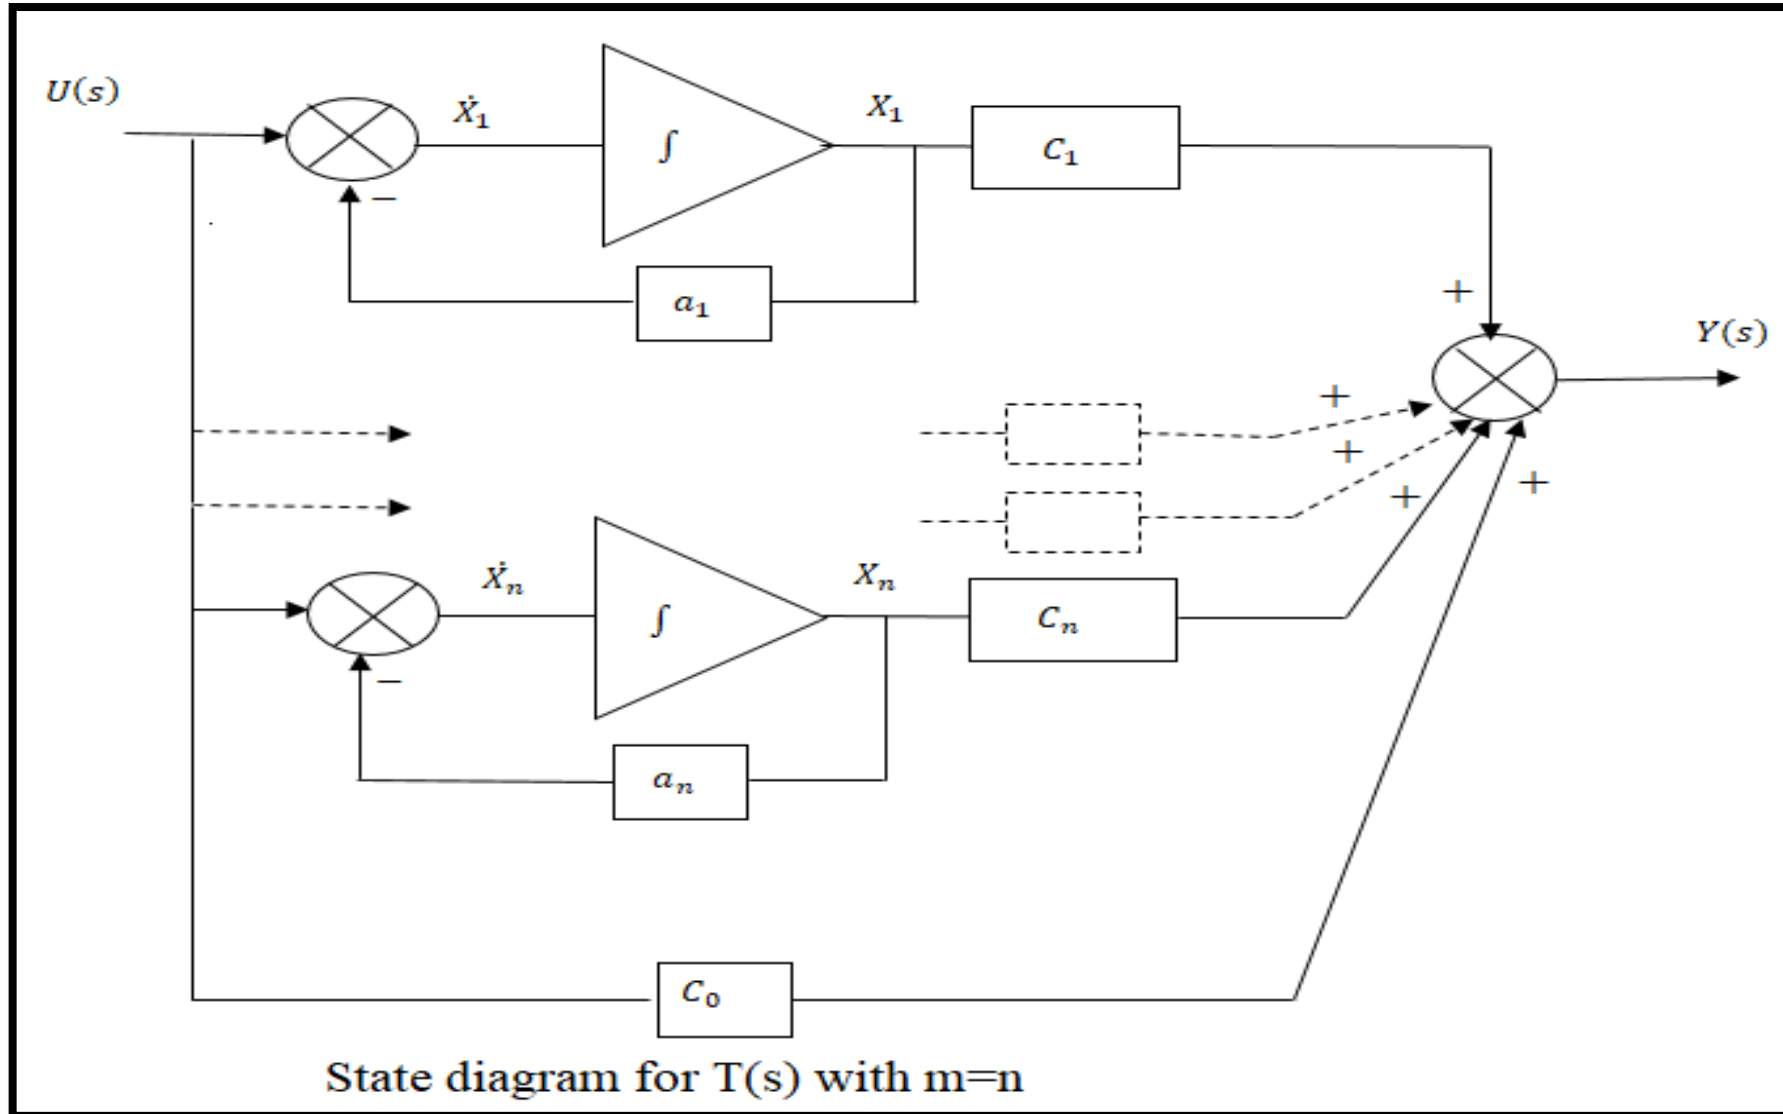 U(s)
Ẋ₁
∫
X₁
C₁
−
a₁
+
Y(s)
+
+
+
+
Ẋₙ
∫
Xₙ
Cₙ
−
aₙ
C₀
State diagram for T(s) with m=n